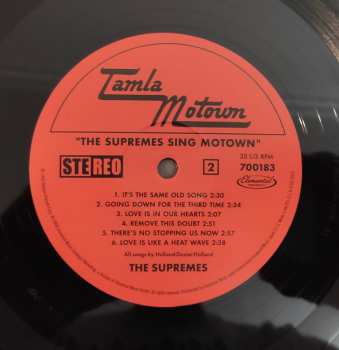 Tamla
Motown
"THE SUPREMES SING MOTOWN"
33 1/3 RPM
STEREO
2
700183
Elemental
1. IT'S THE SAME OLD SONG 2:30
2. GOING DOWN FOR THE THIRD TIME 2:34
3. LOVE IS IN OUR HEARTS 2:07
4. REMOVE THIS DOUBT 2:51
5. THERE'S NO STOPPING US NOW 2:57
6. LOVE IS LIKE A HEAT WAVE 2:38
All songs by Holland/Dozier/Holland
THE SUPREMES